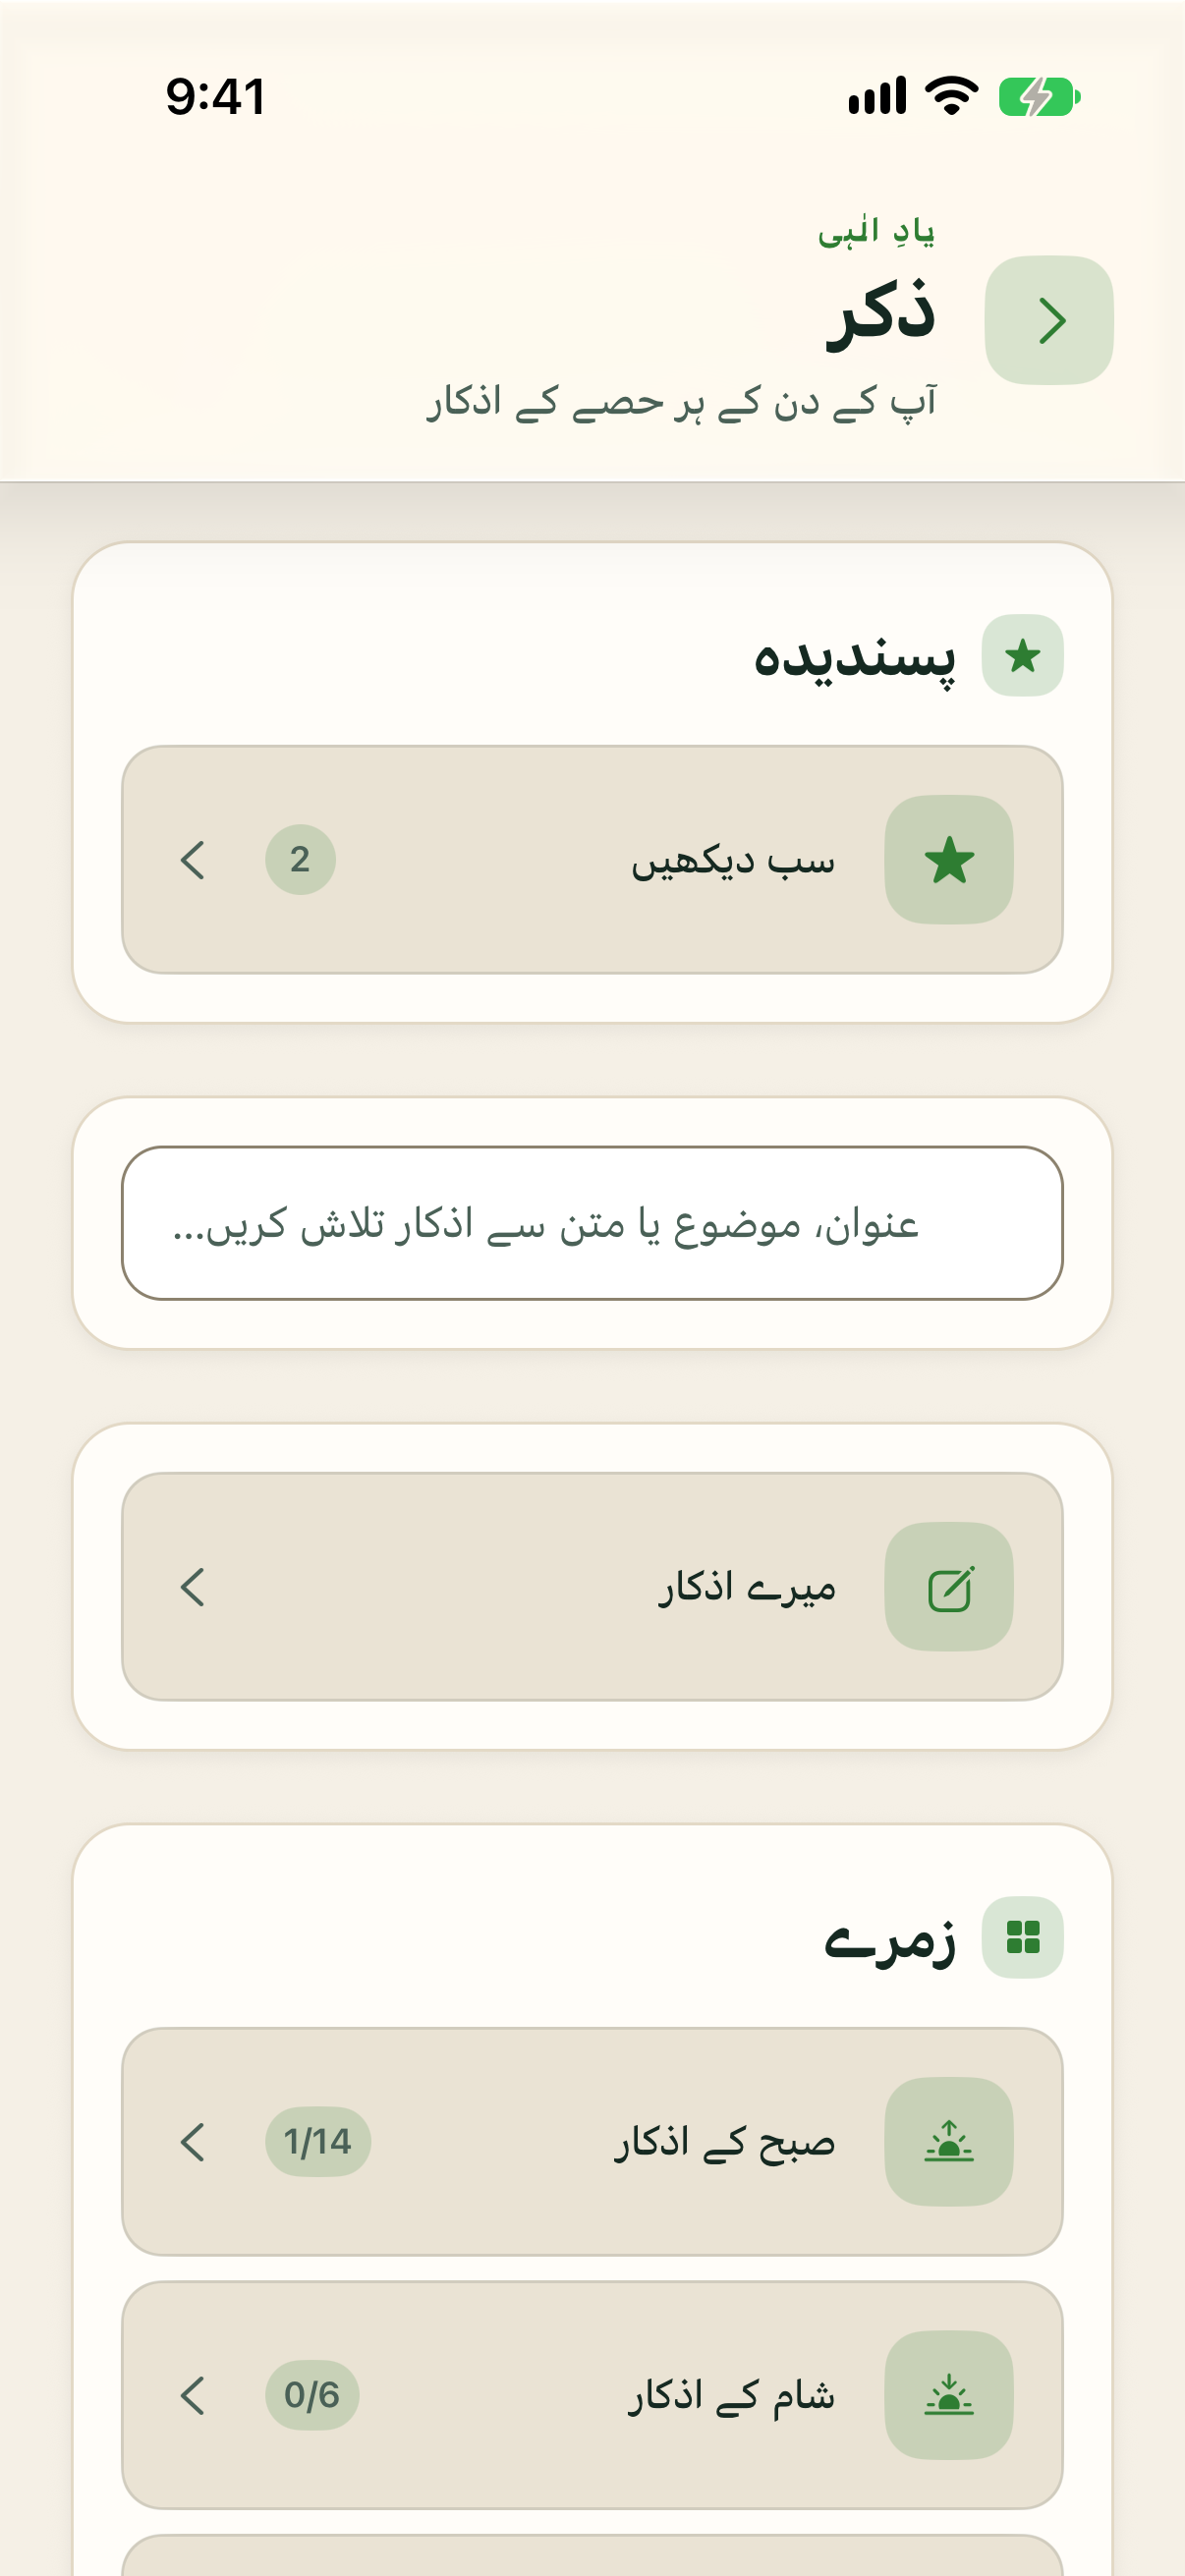 9:41
یادِ الٰہی
ذکر
آپ کے دن کے ہر حصے کے اذکار
پسندیدہ
سب دیکھیں 2
عنوان، موضوع یا متن سے اذکار تلاش کریں...
میرے اذکار
زمرے
صبح کے اذکار 1/14
شام کے اذکار 0/6